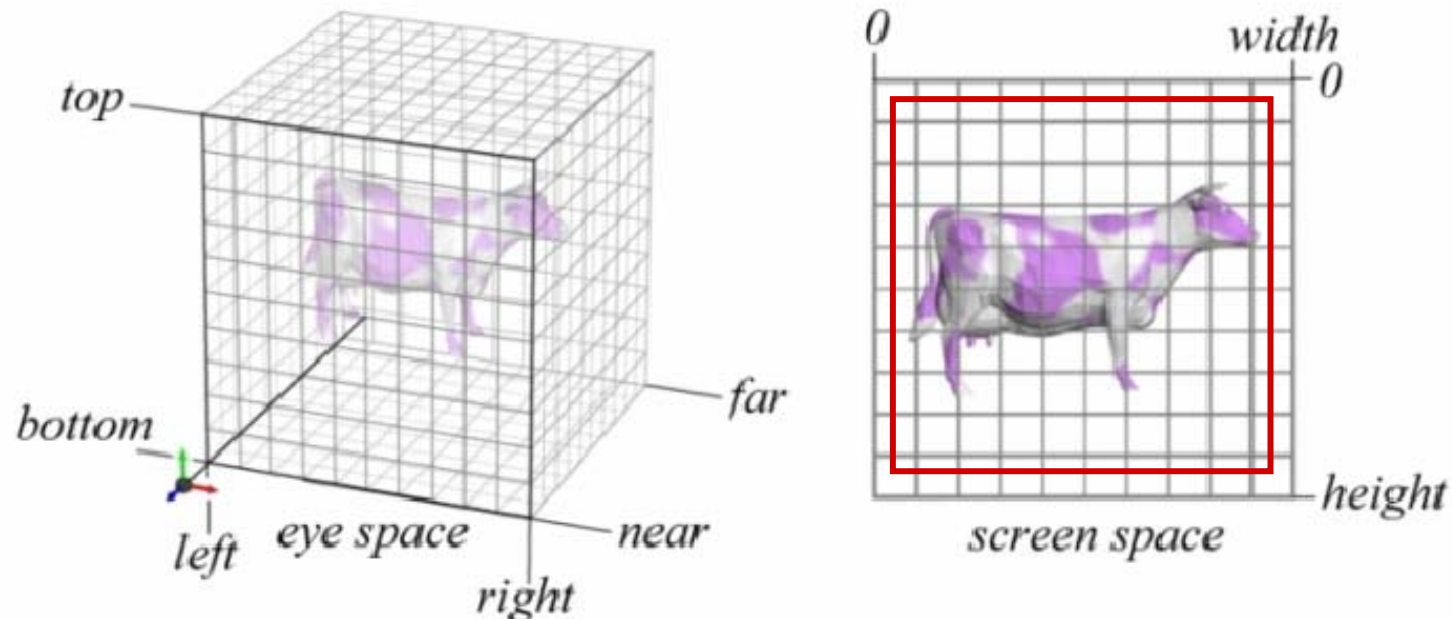 top
bottom
left
eye space
near
right
far
0
width
0
height
screen space